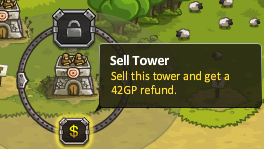 Sell Tower
Sell this tower and get a
42GP refund.
$